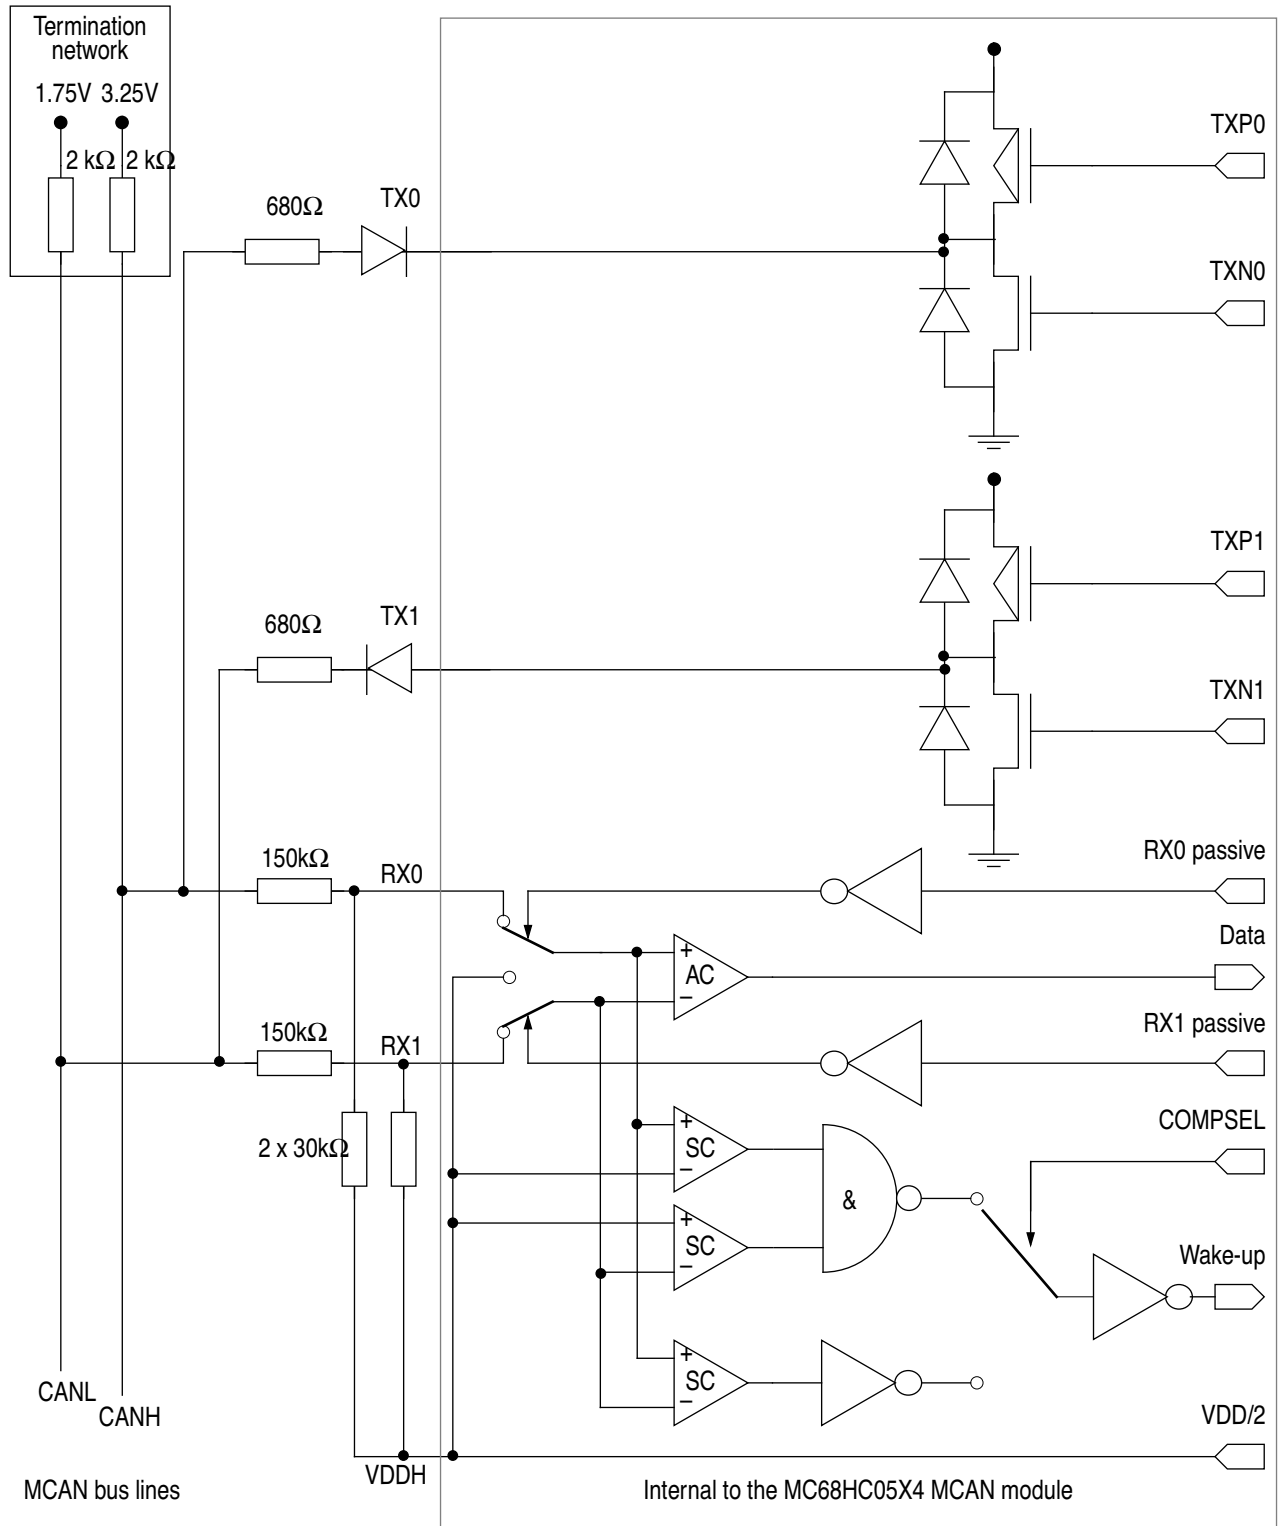 Termination
network
1.75V 3.25V
2 kΩ 2 kΩ
TXP0
680Ω
TX0
TXN0
TXP1
680Ω
TX1
TXN1
RX0 passive
150kΩ
RX0
Data
+
AC
−
RX1 passive
150kΩ
RX1
COMPSEL
+
SC
−
2 x 30kΩ
&
+
SC
−
Wake-up
+
SC
−
CANL
CANH
VDD/2
VDDH
MCAN bus lines
Internal to the MC68HC05X4 MCAN module